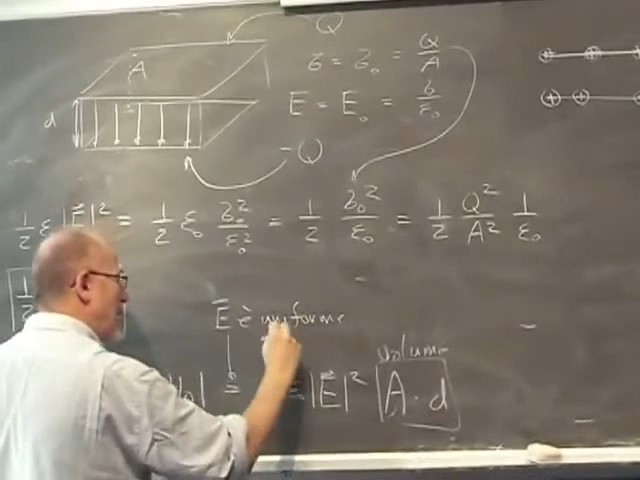 Q
A
d
-Q
σ = σ₀ = Q/A
E = E₀ = σ/ε₀
1/2 ε |E⃗|² = 1/2 ε₀ σ₀²/ε₀² = 1/2 σ₀²/ε₀ = 1/2 Q²/A² 1/ε₀
1/2
E è uniforme
volume
= |E⃗|² A · d